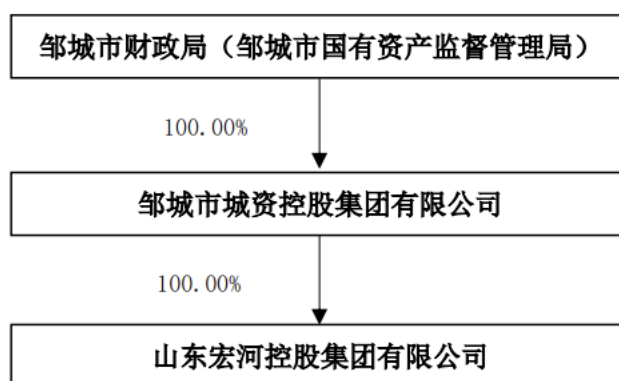 邹城市财政局（邹城市国有资产监督管理局）
100.00%
邹城市城资控股集团有限公司
100.00%
山东宏河控股集团有限公司